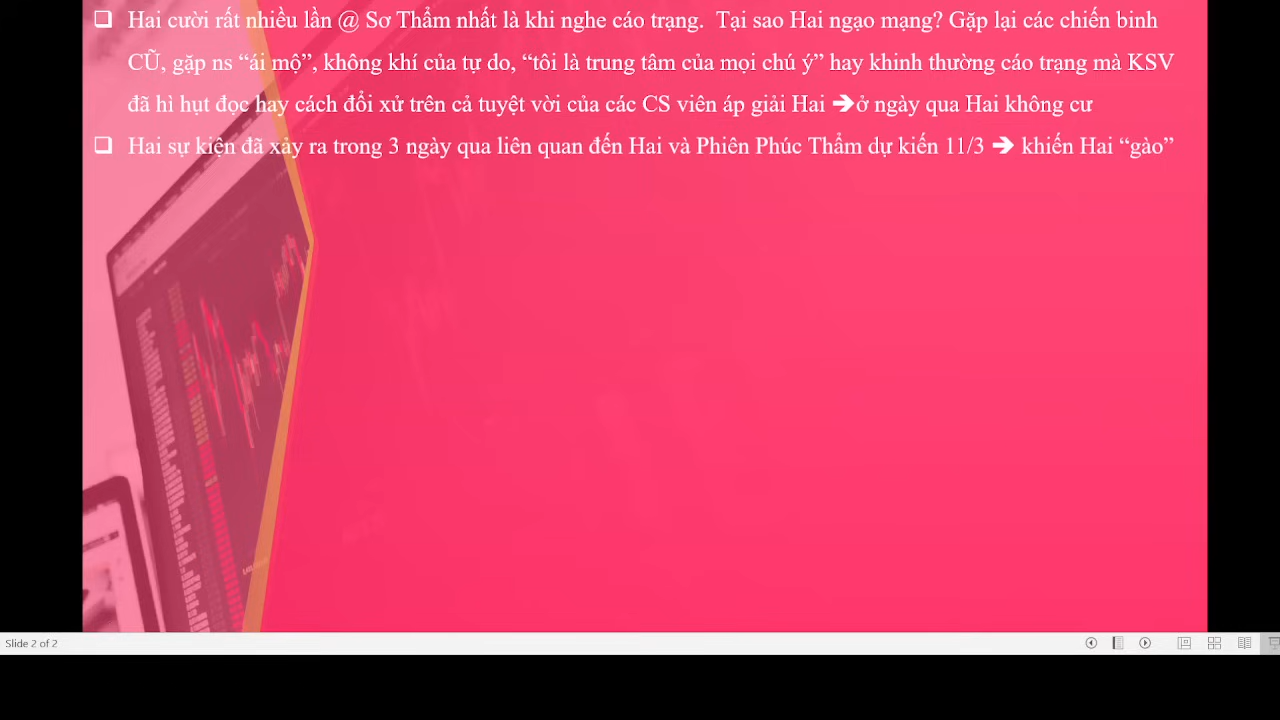 ❑ Hai cười rất nhiều lần @ Sơ Thẩm nhất là khi nghe cáo trạng. Tại sao Hai ngạo mạng? Gặp lại các chiến binh
CŨ, gặp ns “ái mộ”, không khí của tự do, “tôi là trung tâm của mọi chú ý” hay khinh thường cáo trạng mà KSV
đã hì hụt đọc hay cách đổi xử trên cả tuyệt vời của các CS viên áp giải Hai ➔ở ngày qua Hai không cư
❑ Hai sự kiện đã xảy ra trong 3 ngày qua liên quan đến Hai và Phiên Phúc Thẩm dự kiến 11/3 ➔ khiến Hai “gào”
Slide 2 of 2